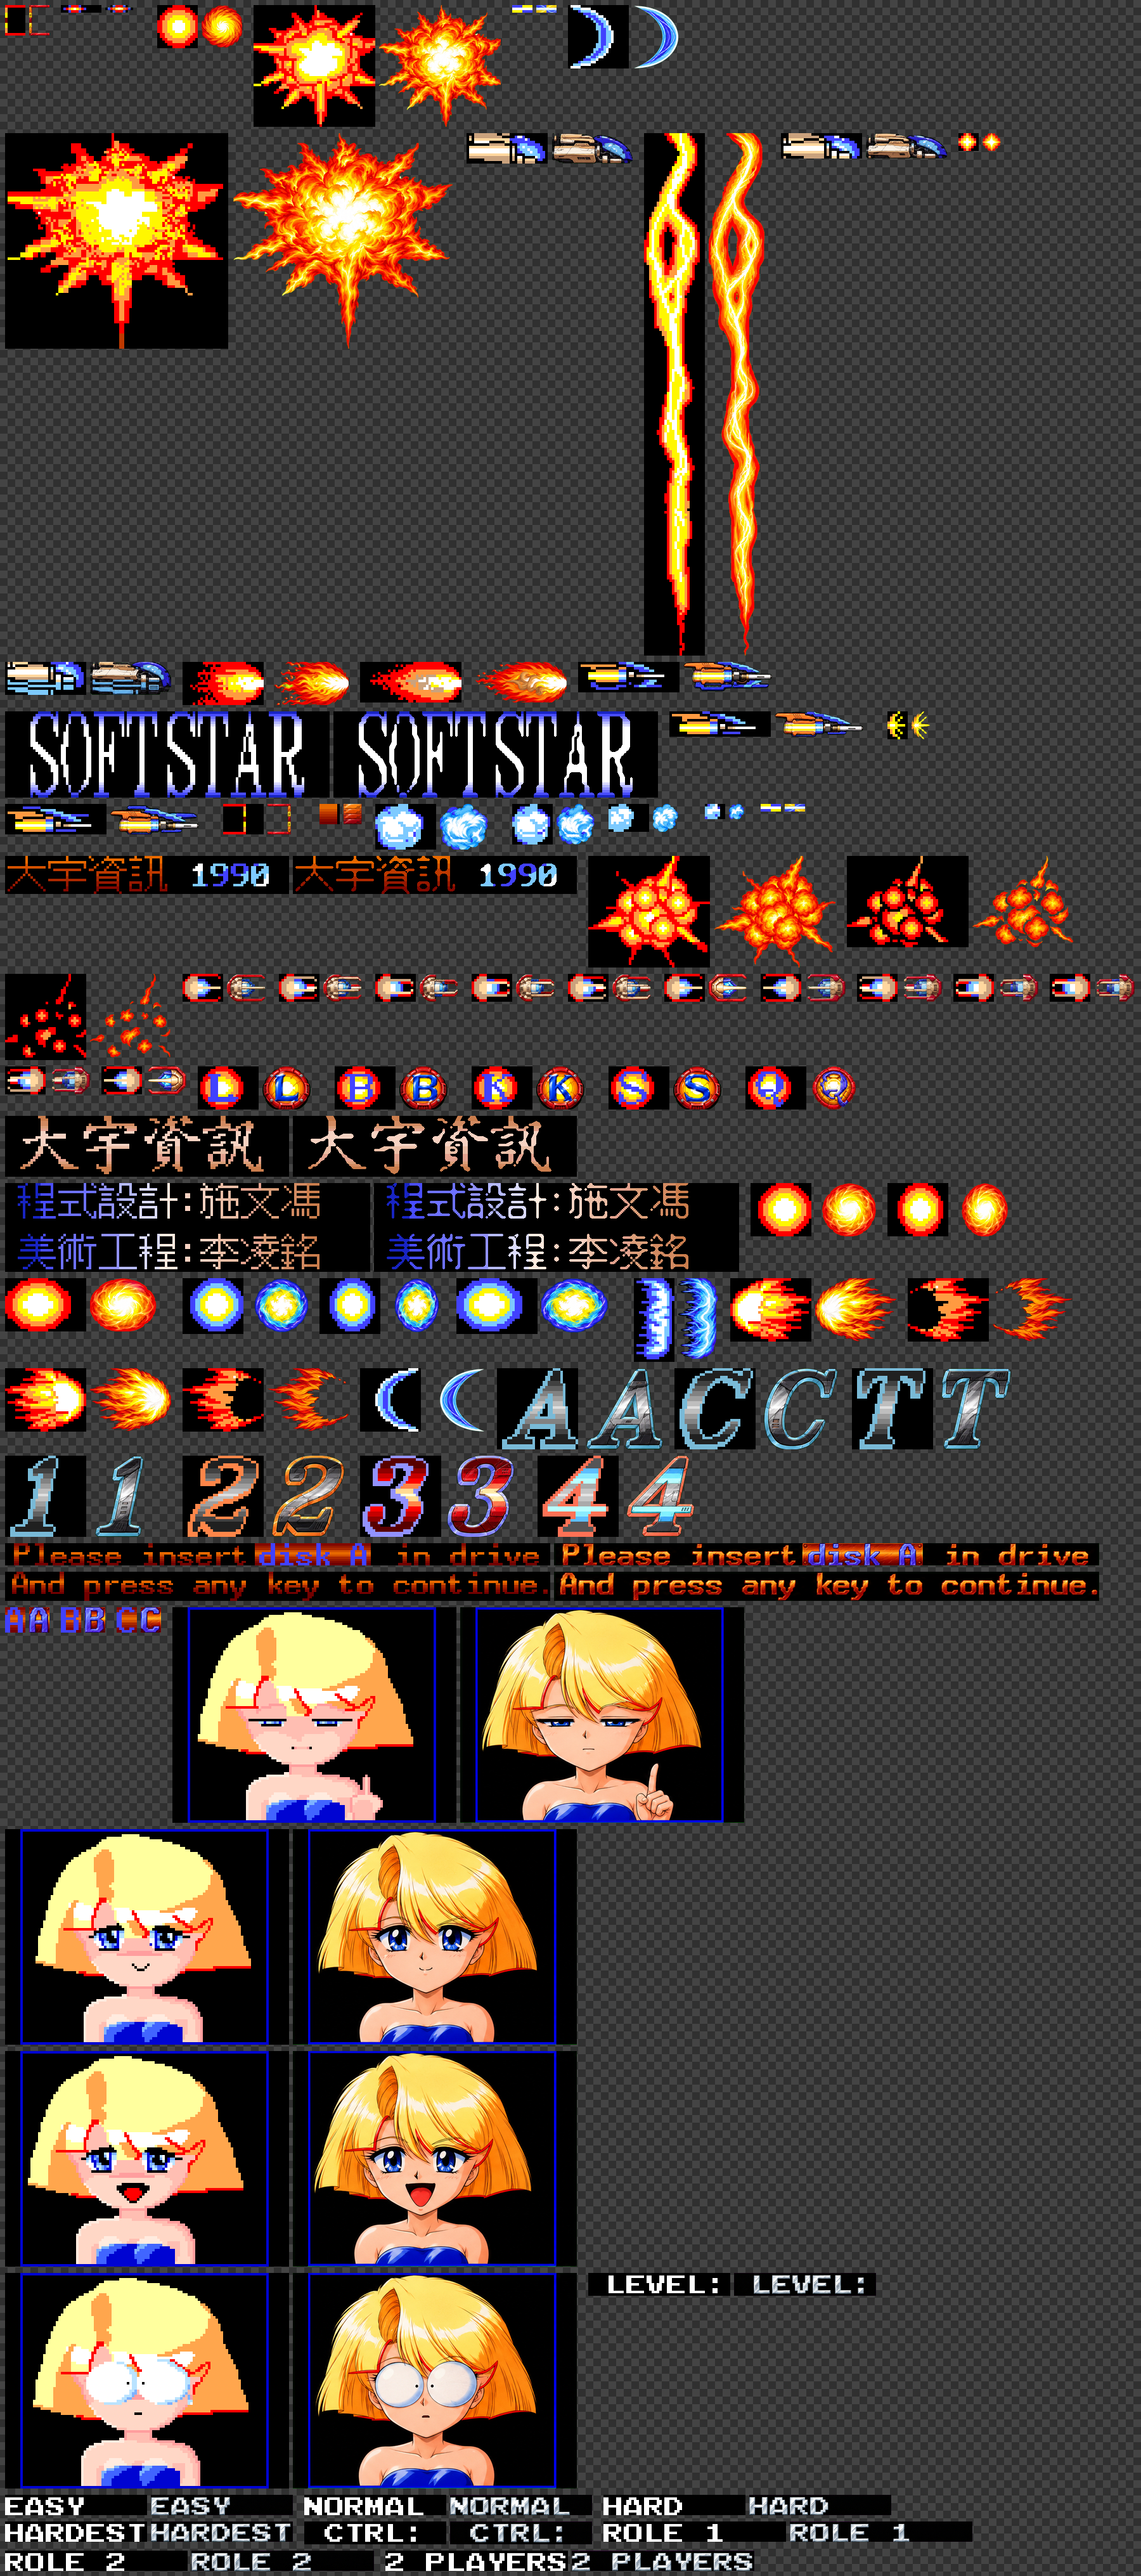 SOFTSTAR SOFTSTAR
大宇資訊 1990 大宇資訊 1990
L L B B K K S S Q Q
大宇資訊 大宇資訊
程式設計:施文馮 程式設計:施文馮
美術工程:李凌銘 美術工程:李凌銘
A A C C T T
1 1 2 2 3 3 4 4
Please insert disk A in drive Please insert disk A in drive
And press any key to continue. And press any key to continue.
A A B B C C
LEVEL: LEVEL:
EASY EASY NORMAL NORMAL HARD HARD
HARDEST HARDEST CTRL: CTRL: ROLE 1 ROLE 1
ROLE 2 ROLE 2 2 PLAYERS 2 PLAYERS